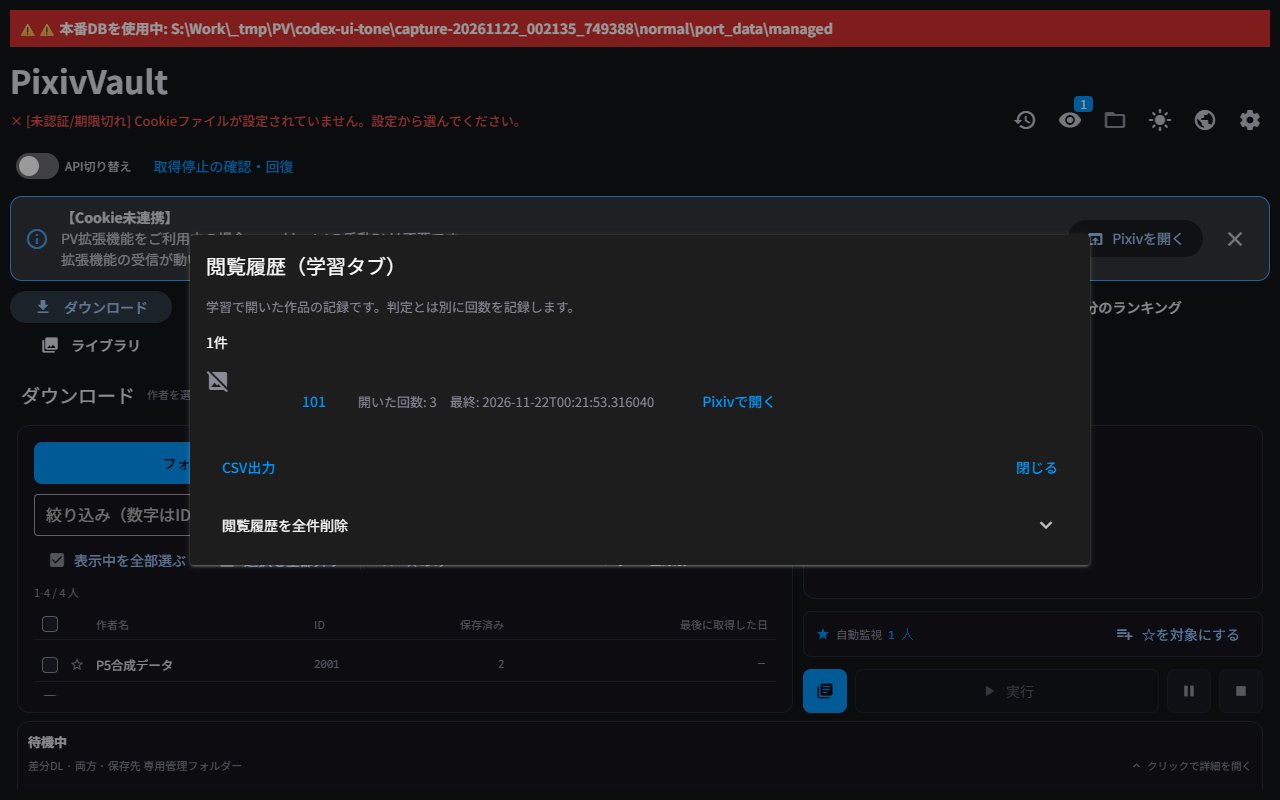 本番DBを使用中: S:\Work\_tmp\PV\codex-ui-tone\capture-20261122_002135_749388\normal\port_data\managed
PixivVault
× [未認証/期限切れ] Cookieファイルが設定されていません。設定から選んでください。
1
API切り替え 取得停止の確認・回復
【Cookie未連携】
PV拡張機能をご利用
拡張機能の受信が動
Pixivを開く
ダウンロード
分のランキング
ライブラリ
ダウンロード 作者を選
フォ
絞り込み（数字はID
表示中を全部選ぶ
1-4 / 4 人
作者名 ID 保存済み 最後に取得した日
P5合成データ 2001 2 –
閲覧履歴（学習タブ）
学習で開いた作品の記録です。判定とは別に回数を記録します。
1件
101 開いた回数: 3 最終: 2026-11-22T00:21:53.316040 Pixivで開く
CSV出力 閉じる
閲覧履歴を全件削除
自動監視 1 人 ☆を対象にする
実行
待機中
差分DL・両方・保存先 専用管理フォルダー クリックで詳細を開く